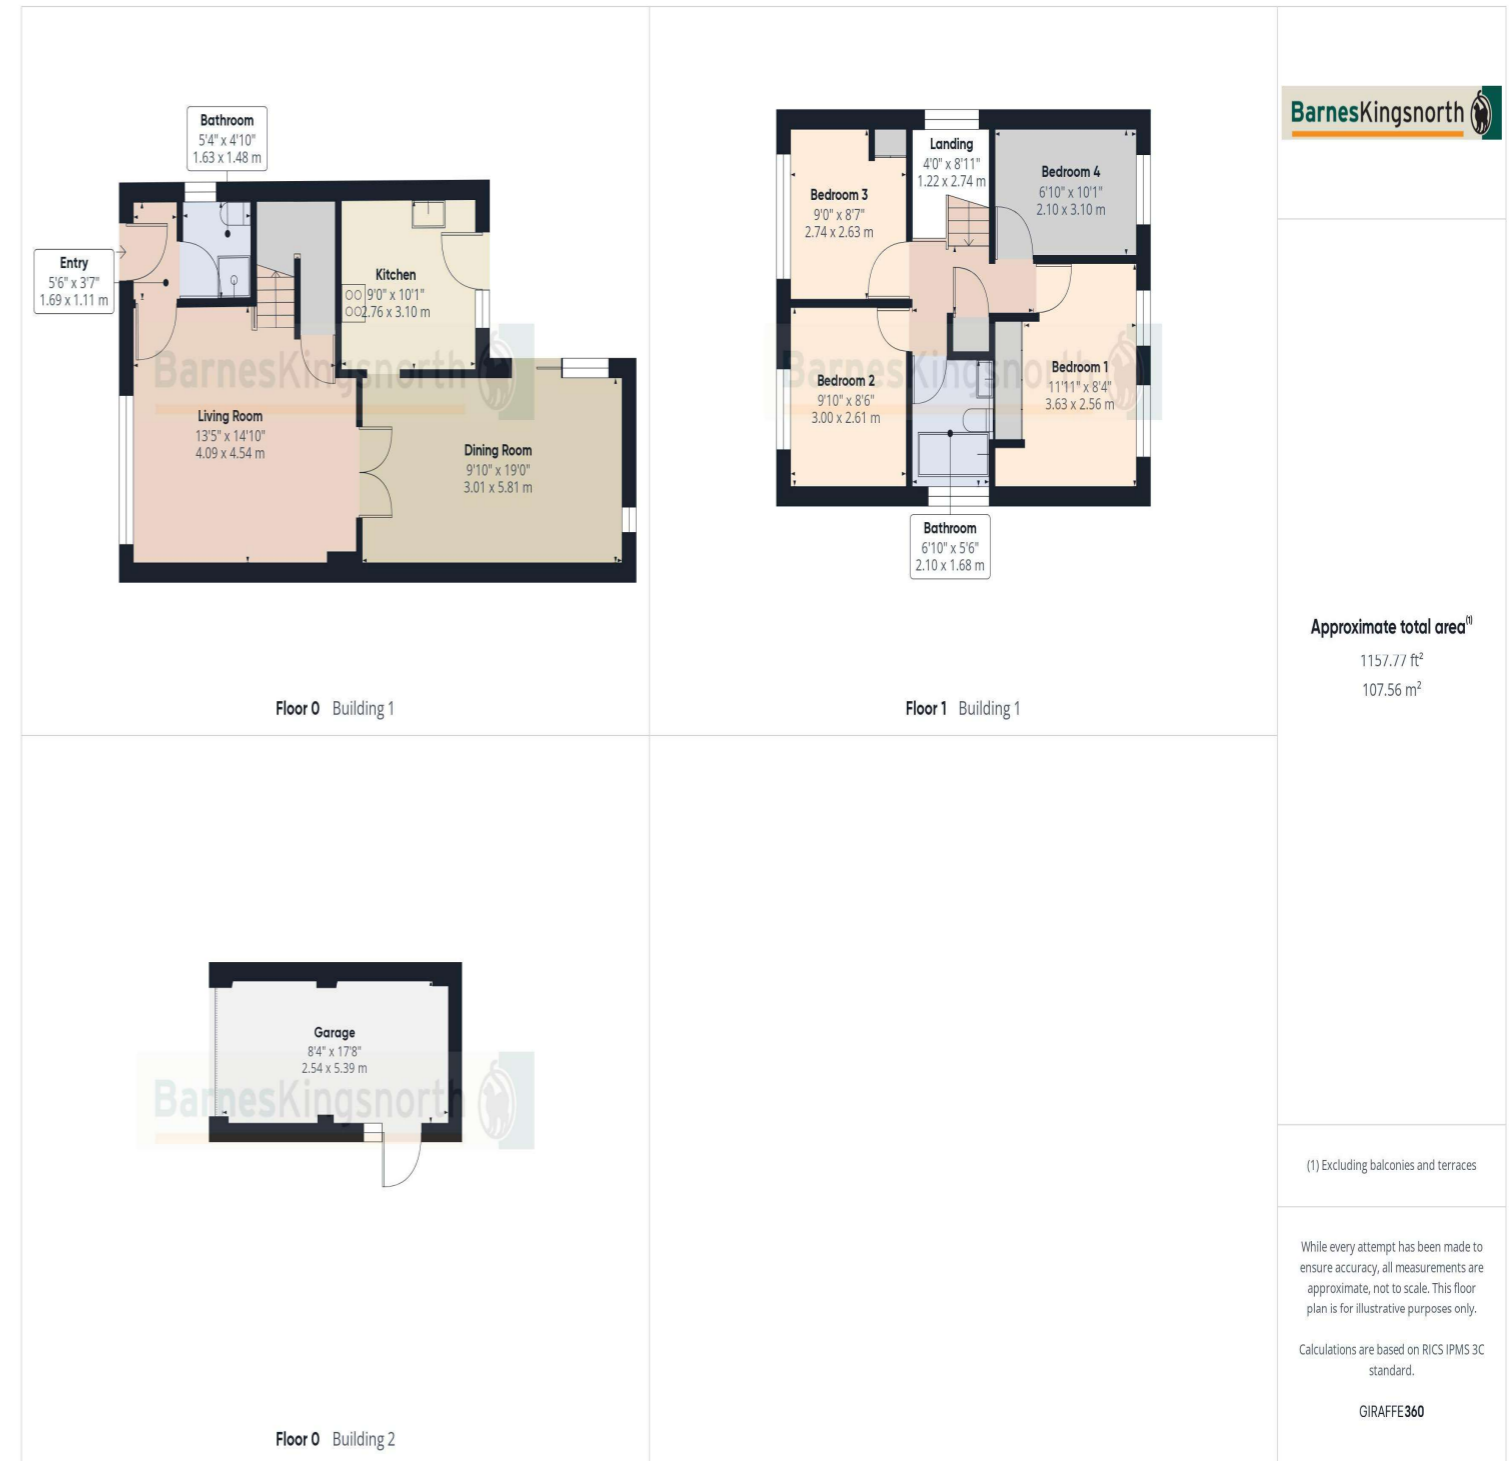 Bathroom
5'4" x 4'10"
1.63 x 1.48 m
Entry
5'6" x 3'7"
1.69 x 1.11 m
Kitchen
9'0" x 10'1"
2.76 x 3.10 m
Living Room
13'5" x 14'10"
4.09 x 4.54 m
Dining Room
9'10" x 19'0"
3.01 x 5.81 m
BarnesKingsnorth
Floor 0 Building 1
Landing
4'0" x 8'11"
1.22 x 2.74 m
Bedroom 4
6'10" x 10'1"
2.10 x 3.10 m
Bedroom 3
9'0" x 8'7"
2.74 x 2.63 m
Bedroom 1
11'11" x 8'4"
3.63 x 2.56 m
Bedroom 2
9'10" x 8'6"
3.00 x 2.61 m
BarnesKingsnorth
Bathroom
6'10" x 5'6"
2.10 x 1.68 m
Floor 1 Building 1
Garage
8'4" x 17'8"
2.54 x 5.39 m
BarnesKingsnorth
Floor 0 Building 2
BarnesKingsnorth
Approximate total area(1)
1157.77 ft²
107.56 m²
(1) Excluding balconies and terraces
While every attempt has been made to
ensure accuracy, all measurements are
approximate, not to scale. This floor
plan is for illustrative purposes only.
Calculations are based on RICS IPMS 3C
standard.
GIRAFFE360